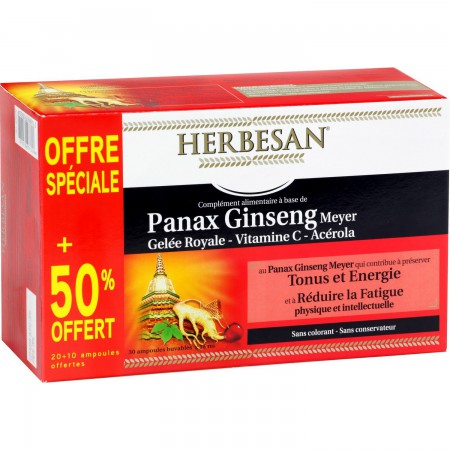 OFFRE
SPÉCIALE
+
50%
OFFERT
20+10 ampoules
offertes
HERBESAN
Complément alimentaire à base de
Panax Ginseng Meyer
Gelée Royale - Vitamine C - Acérola
au Panax Ginseng Meyer qui contribue à préserver
Tonus et Energie
et à Réduire la Fatigue
physique et intellectuelle
Sans colorant - Sans conservateur
ampoules buvables